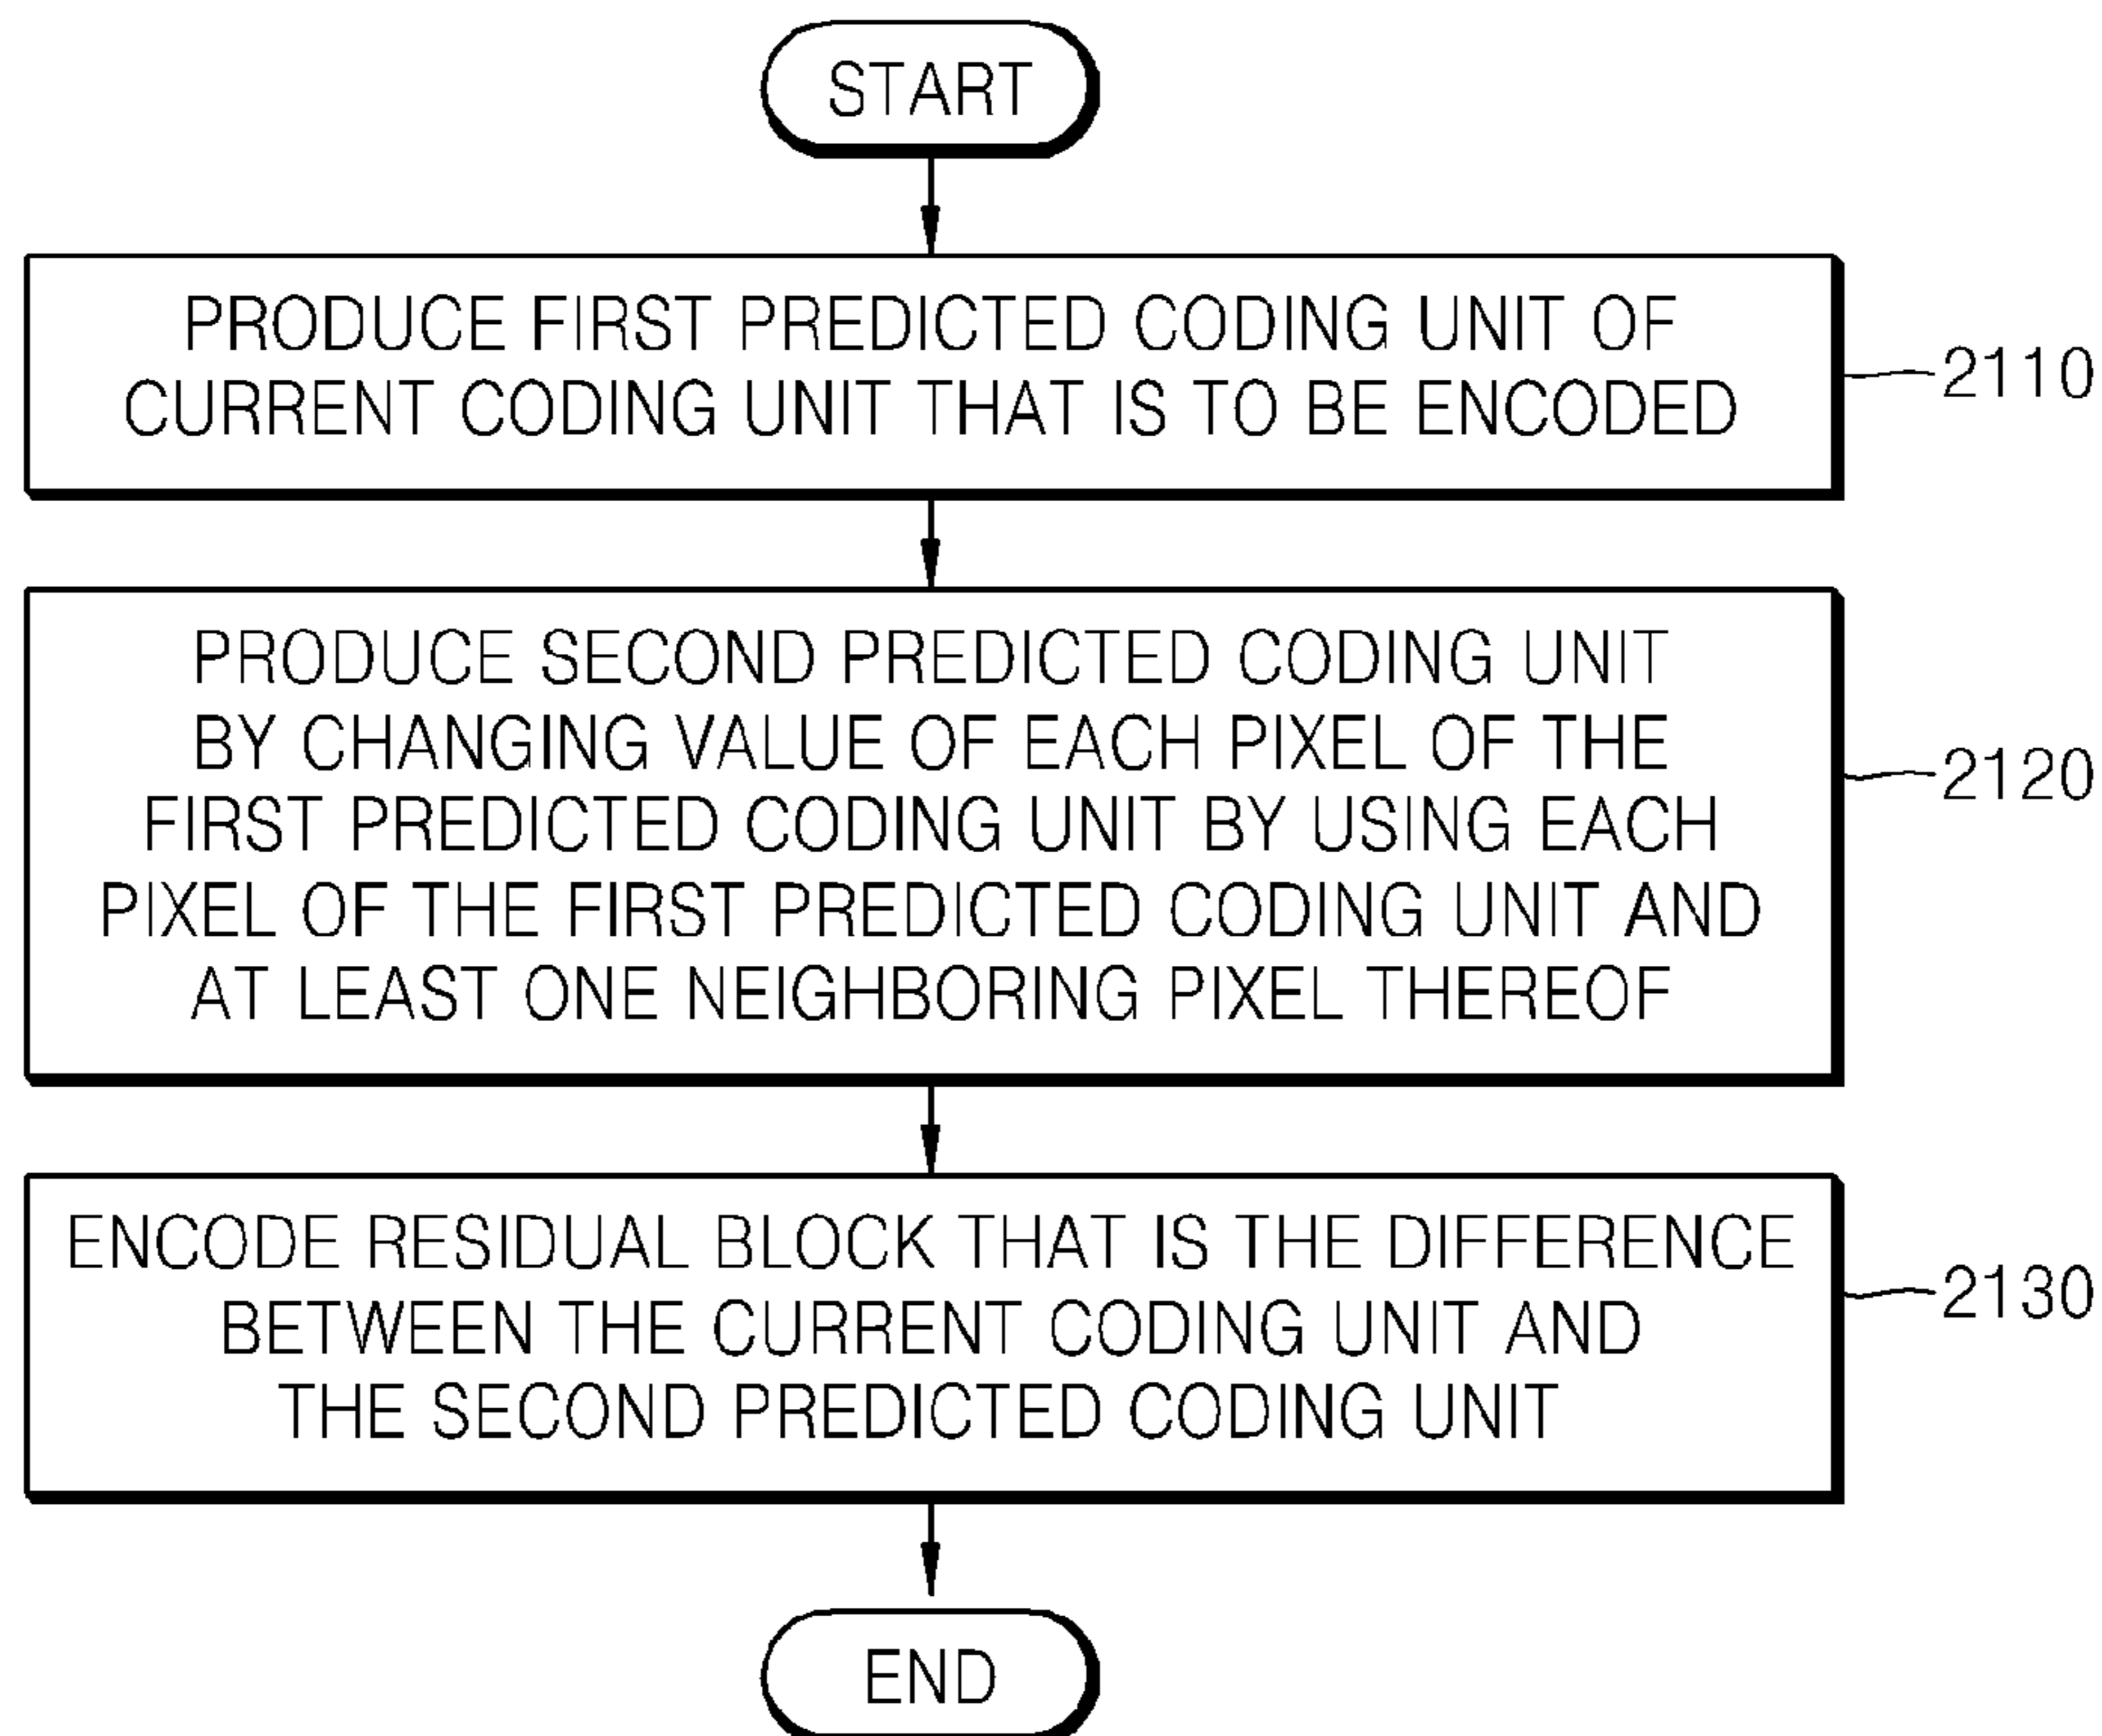 START
PRODUCE FIRST PREDICTED CODING UNIT OF
CURRENT CODING UNIT THAT IS TO BE ENCODED
2110
PRODUCE SECOND PREDICTED CODING UNIT
BY CHANGING VALUE OF EACH PIXEL OF THE
FIRST PREDICTED CODING UNIT BY USING EACH
PIXEL OF THE FIRST PREDICTED CODING UNIT AND
AT LEAST ONE NEIGHBORING PIXEL THEREOF
2120
ENCODE RESIDUAL BLOCK THAT IS THE DIFFERENCE
BETWEEN THE CURRENT CODING UNIT AND
THE SECOND PREDICTED CODING UNIT
2130
END